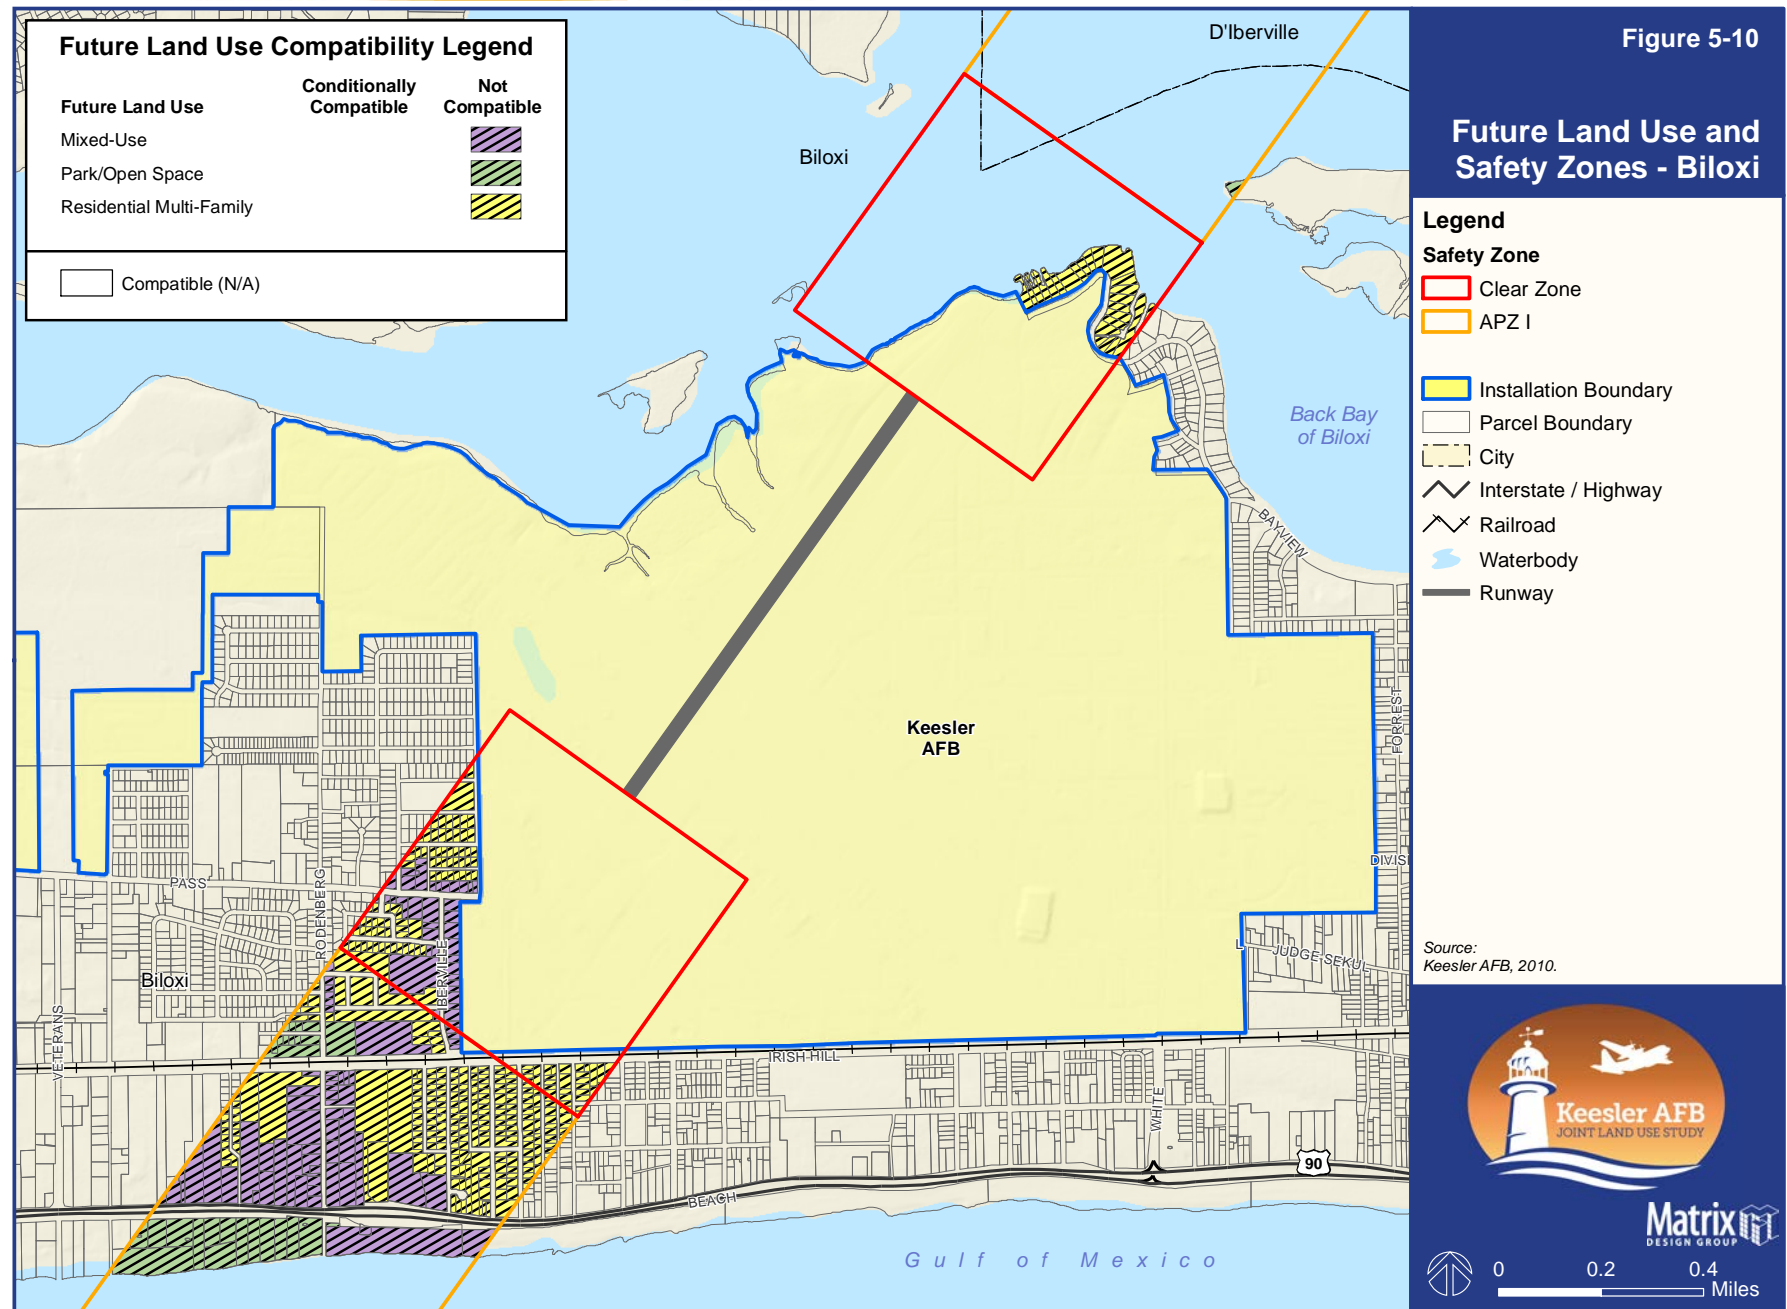 Future Land Use Compatibility Legend
Future Land Use
Conditionally
Compatible
Not
Compatible
Mixed-Use
Park/Open Space
Residential Multi-Family
Compatible (N/A)
Figure 5-10
Future Land Use and
Safety Zones - Biloxi
Legend
Safety Zone
Clear Zone
APZ I
Installation Boundary
Parcel Boundary
City
Interstate / Highway
Railroad
Waterbody
Runway
Source:
Keesler AFB, 2010.
Keesler AFB
JOINT LAND USE STUDY
Matrix
DESIGN GROUP
0 0.2 0.4
Miles
D'Iberville
Biloxi
Back Bay
of Biloxi
BAYVIEW
Keesler
AFB
FORREST
DIVISI
PASS
RODENBERG
IBERVILLE
L
JUDGE SEKUL
Biloxi
VETERANS
IRISH HILL
WHITE
90
BEACH
Gulf of Mexico